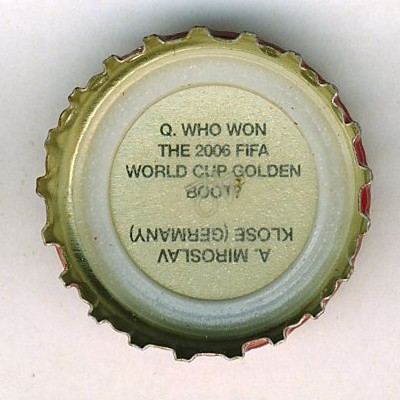 Q. WHO WON
THE 2006 FIFA
WORLD CUP GOLDEN
BOOT?
A. MIROSLAV
KLOSE (GERMANY)